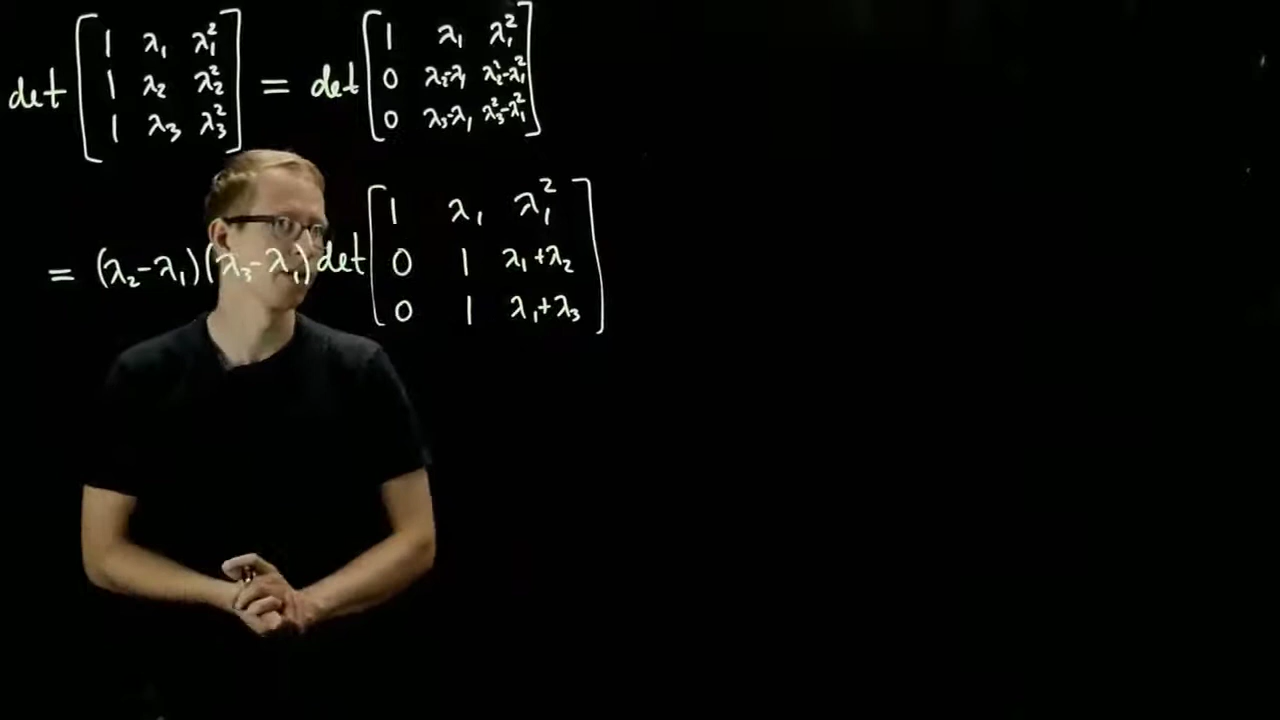 det [ 1 λ₁ λ₁² ; 1 λ₂ λ₂² ; 1 λ₃ λ₃² ] = det [ 1 λ₁ λ₁² ; 0 λ₂-λ₁ λ₂²-λ₁² ; 0 λ₃-λ₁ λ₃²-λ₁² ]
= (λ₂-λ₁)(λ₃-λ₁) det [ 1 λ₁ λ₁² ; 0 1 λ₁+λ₂ ; 0 1 λ₁+λ₃ ]